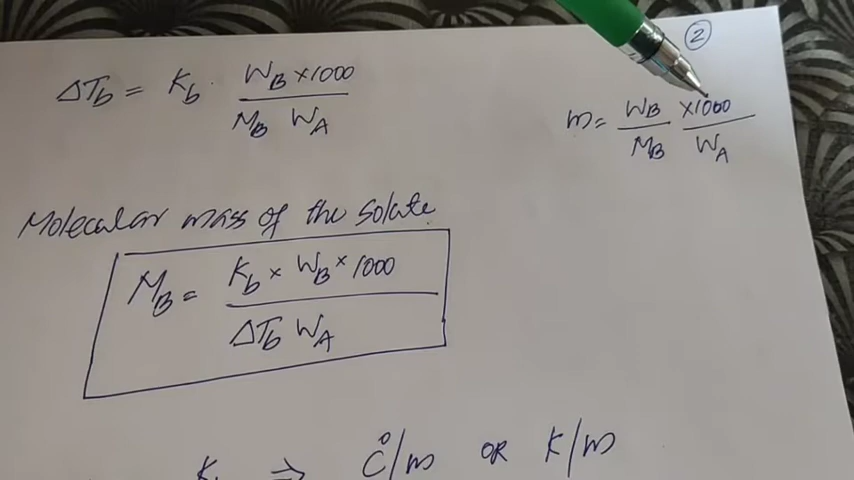 ②
ΔTb = Kb · WB ×1000 / MB WA
m = WB ×1000 / MB WA
Molecular mass of the solute
MB = Kb × WB × 1000 / ΔTb WA
⇒ °C/m OR K/m